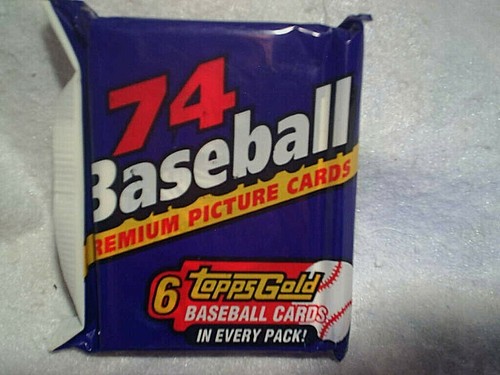 74
Baseball
REMIUM PICTURE CARDS
6 ToppsGold
BASEBALL CARDS
IN EVERY PACK!